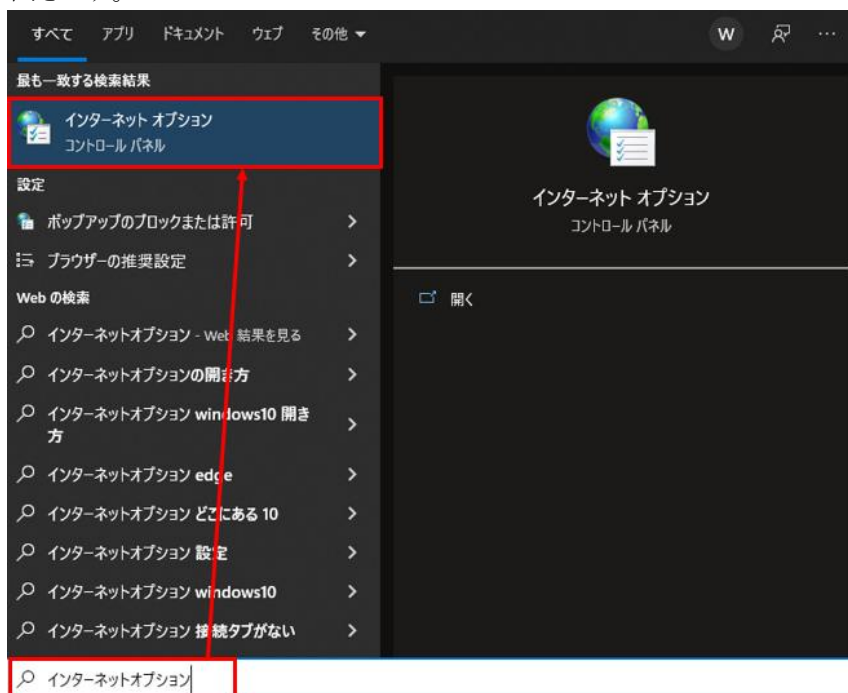 すべて アプリ ドキュメント ウェブ その他 W …
最も一致する検索結果
インターネット オプション
コントロール パネル
設定
ポップアップのブロックまたは許可
ブラウザーの推奨設定
Web の検索
インターネットオプション - Web 結果を見る
インターネットオプションの開き方
インターネットオプション windows10 開き
方
インターネットオプション edge
インターネットオプション どこにある 10
インターネットオプション 設定
インターネットオプション windows10
インターネットオプション 接続タブがない
インターネットオプション
インターネット オプション
コントロール パネル
開く